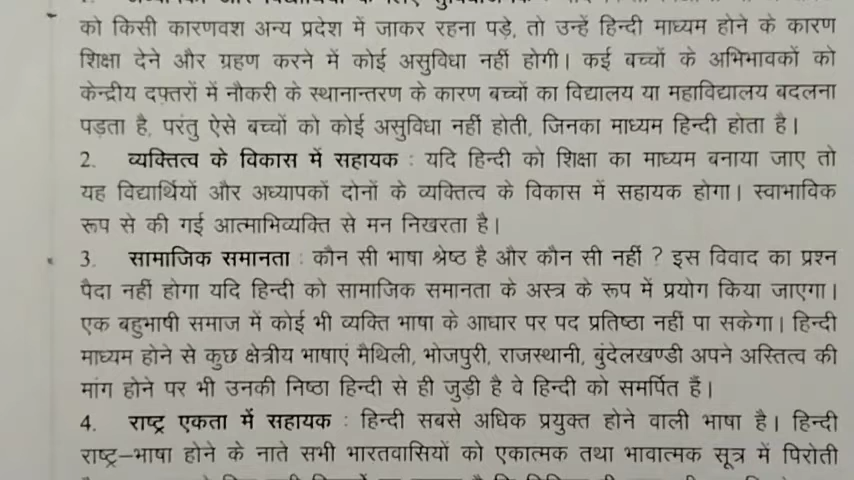 को किसी कारणवश अन्य प्रदेश में जाकर रहना पड़े, तो उन्हें हिन्दी माध्यम होने के कारण
शिक्षा देने और ग्रहण करने में कोई असुविधा नहीं होगी। कई बच्चों के अभिभावकों को
केन्द्रीय दफ्तरों में नौकरी के स्थानान्तरण के कारण बच्चों का विद्यालय या महाविद्यालय बदलना
पड़ता है, परंतु ऐसे बच्चों को कोई असुविधा नहीं होती, जिनका माध्यम हिन्दी होता है।
2. व्यक्तित्व के विकास में सहायक : यदि हिन्दी को शिक्षा का माध्यम बनाया जाए तो
यह विद्यार्थियों और अध्यापकों दोनों के व्यक्तित्व के विकास में सहायक होगा। स्वाभाविक
रूप से की गई आत्माभिव्यक्ति से मन निखरता है।
3. सामाजिक समानता : कौन सी भाषा श्रेष्ठ है और कौन सी नहीं ? इस विवाद का प्रश्न
पैदा नहीं होगा यदि हिन्दी को सामाजिक समानता के अस्त्र के रूप में प्रयोग किया जाएगा।
एक बहुभाषी समाज में कोई भी व्यक्ति भाषा के आधार पर पद प्रतिष्ठा नहीं पा सकेगा। हिन्दी
माध्यम होने से कुछ क्षेत्रीय भाषाएं मैथिली, भोजपुरी, राजस्थानी, बुंदेलखण्डी अपने अस्तित्व की
मांग होने पर भी उनकी निष्ठा हिन्दी से ही जुड़ी है वे हिन्दी को समर्पित हैं।
4. राष्ट्र एकता में सहायक : हिन्दी सबसे अधिक प्रयुक्त होने वाली भाषा है। हिन्दी
राष्ट्र–भाषा होने के नाते सभी भारतवासियों को एकात्मक तथा भावात्मक सूत्र में पिरोती